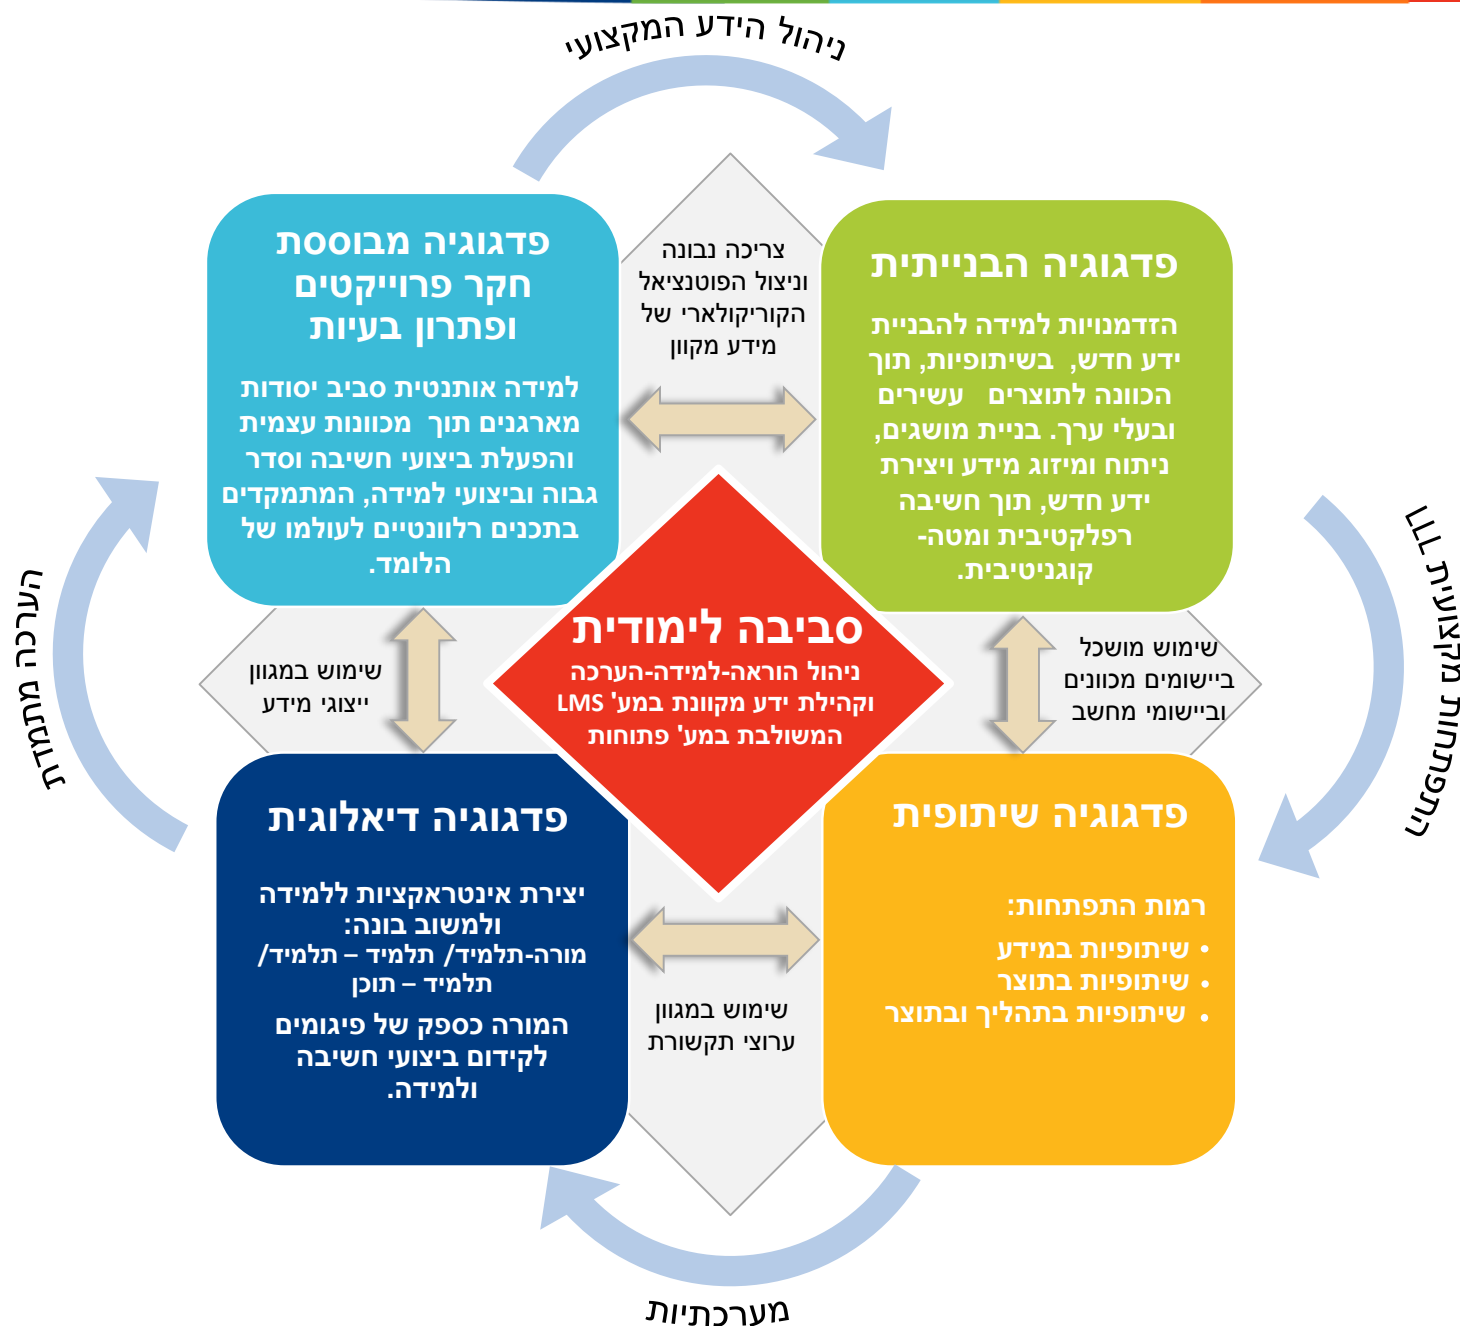 ניהול הידע המקצועי
פדגוגיה הבנייתית
הזדמנויות למידה להבניית
ידע חדש, בשיתופיות, תוך
הכוונה לתוצרים עשירים
ובעלי ערך. בניית מושגים,
ניתוח ומיזוג מידע ויצירת
ידע חדש, תוך חשיבה
רפלקטיבית ומטה-
קוגניטיבית.
צריכה נבונה
וניצול הפוטנציאל
הקוריקולארי של
מידע מקוון
פדגוגיה מבוססת
חקר פרוייקטים
ופתרון בעיות
למידה אותנטית סביב יסודות
מארגנים תוך מכוונות עצמית
והפעלת ביצועי חשיבה וסדר
גבוה וביצועי למידה, המתמקדים
בתכנים רלוונטיים לעולמו של
הלומד.
התפתחות מקצועית
שימוש מושכל
ביישומים מכוונים
וביישומי מחשב
סביבה לימודית
ניהול הוראה-למידה-הערכה
וקהילת ידע מקוונת במע' LMS
המשולבת במע' פתוחות
שימוש במגוון
ייצוגי מידע
הערכה מתמדת
פדגוגיה שיתופית
רמות התפתחות:
• שיתופיות במידע
• שיתופיות בתוצר
• שיתופיות בתהליך ובתוצר
שימוש במגוון
ערוצי תקשורת
פדגוגיה דיאלוגית
יצירת אינטראקציות ללמידה
ולמשוב בונה:
מורה-תלמיד/ תלמיד – תלמיד/
תלמיד – תוכן
המורה כספק של פיגומים
לקידום ביצועי חשיבה
ולמידה.
מערכתיות